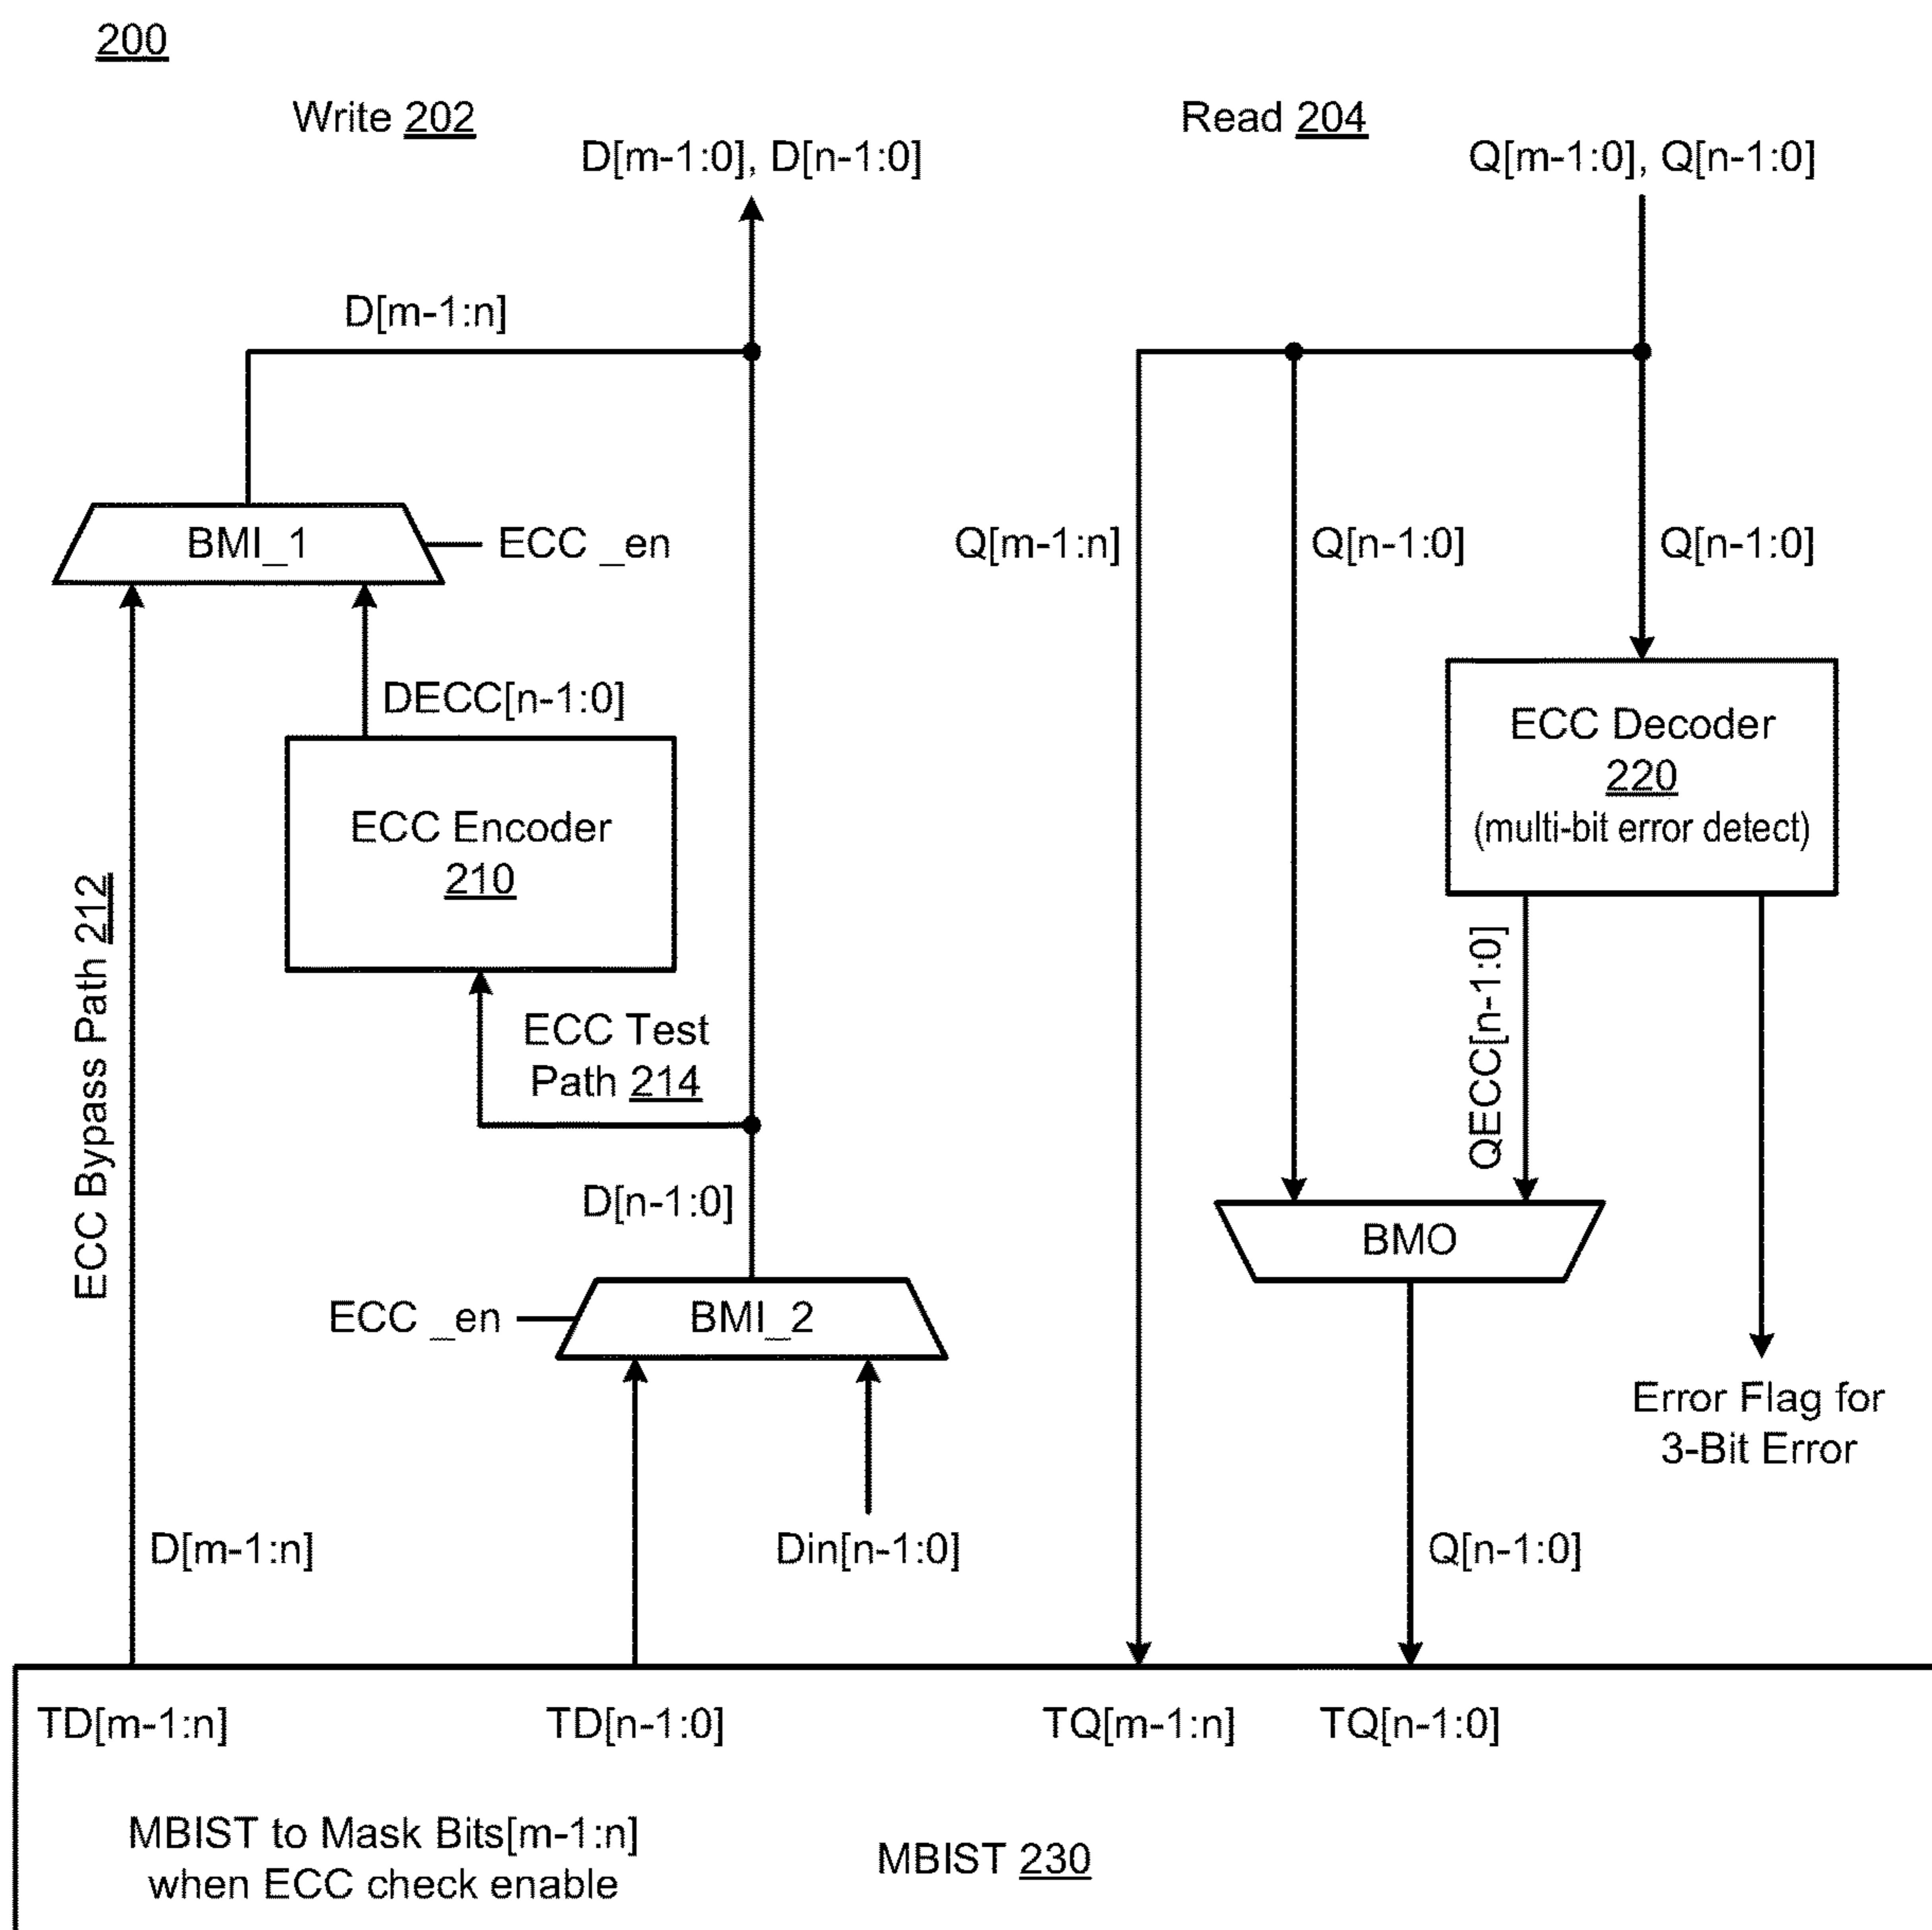 200
Write 202
Read 204
D[m-1:0], D[n-1:0]
Q[m-1:0], Q[n-1:0]
D[m-1:n]
BMI_1
ECC _en
Q[m-1:n]
Q[n-1:0]
Q[n-1:0]
DECC[n-1:0]
ECC Encoder
210
ECC Decoder
220
(multi-bit error detect)
ECC Bypass Path 212
ECC Test
Path 214
QECC[n-1:0]
D[n-1:0]
BMO
ECC _en
BMI_2
Error Flag for
3-Bit Error
D[m-1:n]
Din[n-1:0]
Q[n-1:0]
TD[m-1:n]
TD[n-1:0]
TQ[m-1:n]
TQ[n-1:0]
MBIST to Mask Bits[m-1:n]
when ECC check enable
MBIST 230